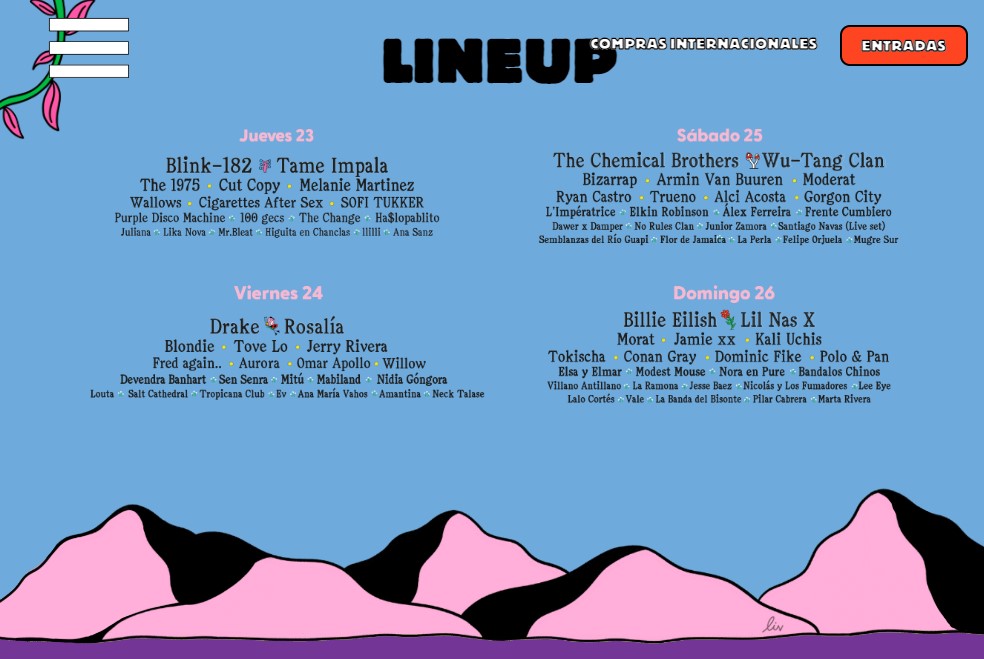 LINEUP
COMPRAS INTERNACIONALES
ENTRADAS
Jueves 23
Blink-182 Tame Impala
The 1975 • Cut Copy • Melanie Martinez
Wallows • Cigarettes After Sex • SOFI TUKKER
Purple Disco Machine 100 gecs The Change Ha$lopablito
Juliana Lika Nova Mr.Bleat Higuita en Chanclas llllll Ana Sanz
Viernes 24
Drake Rosalía
Blondie • Tove Lo • Jerry Rivera
Fred again.. • Aurora • Omar Apollo • Willow
Devendra Banhart Sen Senra Mitú Mabiland Nidia Góngora
Louta Salt Cathedral Tropicana Club Ev Ana María Vahos Amantina Neck Talase
Sábado 25
The Chemical Brothers Wu-Tang Clan
Bizarrap • Armin Van Buuren • Moderat
Ryan Castro • Trueno • Alci Acosta • Gorgon City
L'Impératrice Elkin Robinson Álex Ferreira Frente Cumbiero
Dawer x Damper No Rules Clan Junior Zamora Santiago Navas (Live set)
Semblanzas del Río Guapi Flor de Jamaica La Perla Felipe Orjuela Mugre Sur
Domingo 26
Billie Eilish Lil Nas X
Morat • Jamie xx • Kali Uchis
Tokischa • Conan Gray • Dominic Fike • Polo & Pan
Elsa y Elmar Modest Mouse Nora en Pure Bandalos Chinos
Villano Antillano La Ramona Jesse Baez Nicolás y Los Fumadores Lee Eye
Lalo Cortés Vale La Banda del Bisonte Pilar Cabrera Marta Rivera
liv